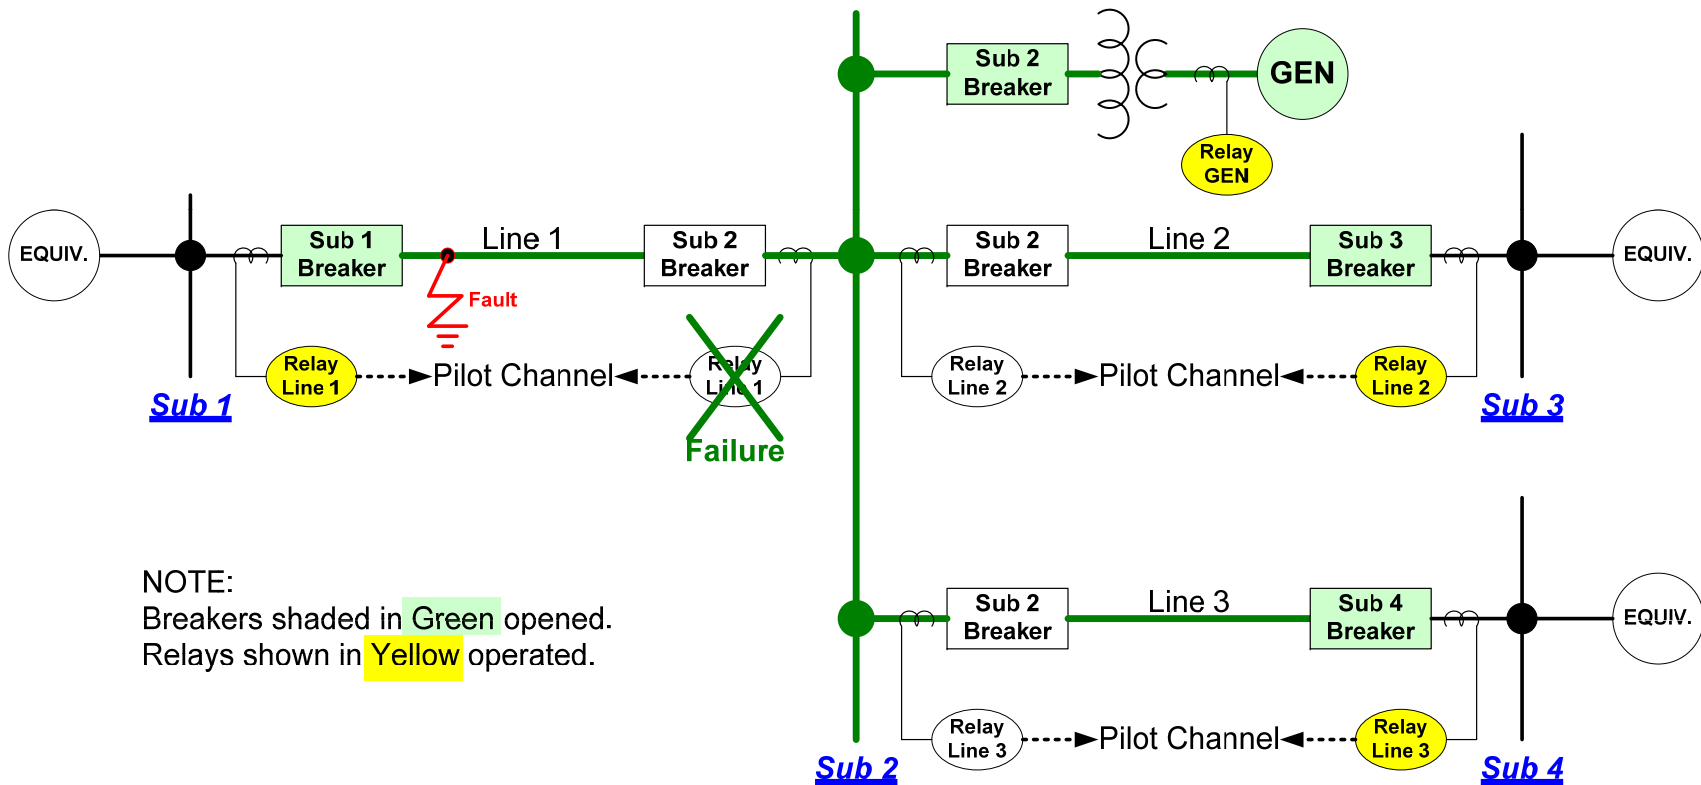 Sub 2
Breaker
GEN
Relay
GEN
EQUIV.
Sub 1
Breaker
Line 1
Sub 2
Breaker
Sub 2
Breaker
Line 2
Sub 3
Breaker
EQUIV.
Fault
Relay
Line 1
Pilot Channel
Relay
Line 1
Relay
Line 2
Pilot Channel
Relay
Line 2
Sub 1
Sub 3
Failure
NOTE:
Breakers shaded in Green opened.
Relays shown in Yellow operated.
Sub 2
Breaker
Line 3
Sub 4
Breaker
EQUIV.
Relay
Line 3
Pilot Channel
Relay
Line 3
Sub 2
Sub 4